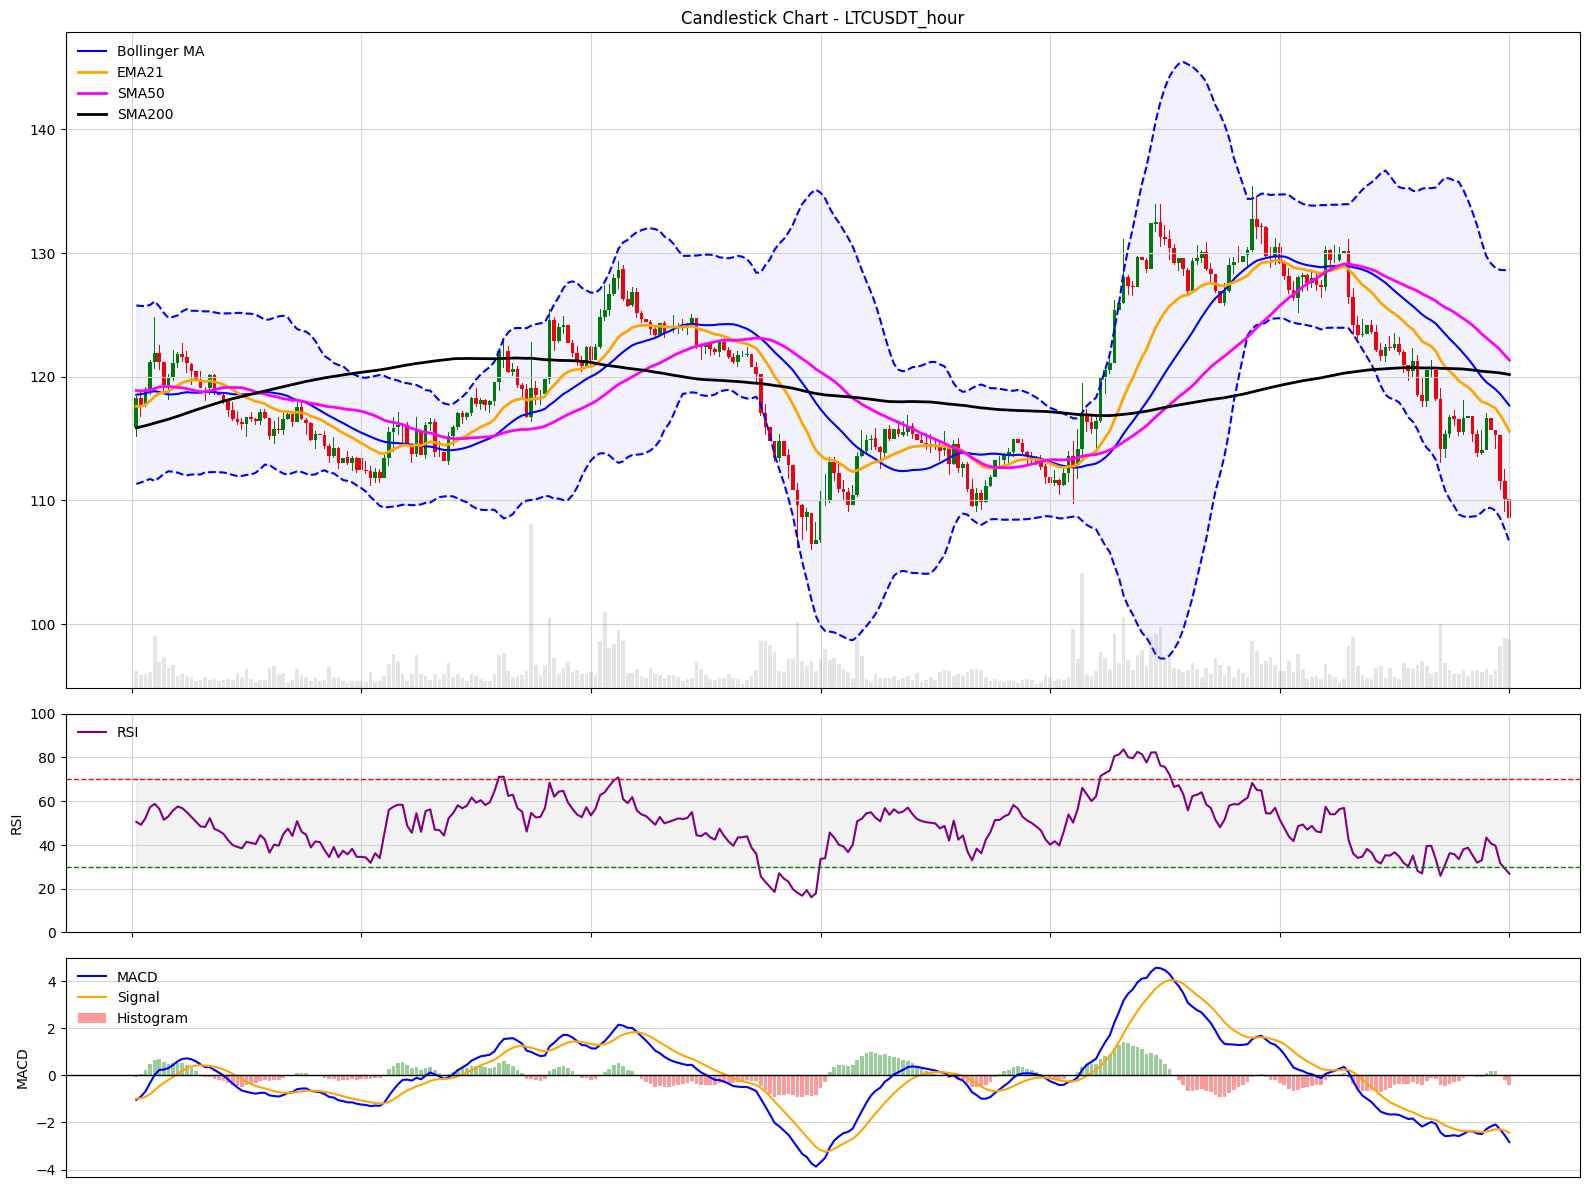 Candlestick Chart - LTCUSDT_hour
Bollinger MA
EMA21
SMA50
SMA200
140
130
120
110
100
RSI
100
80
60
40
20
0
RSI
MACD
Signal
Histogram
4
2
0
−2
−4
MACD